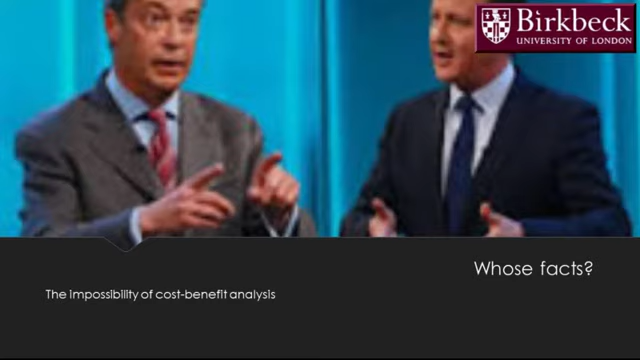 Birkbeck
UNIVERSITY OF LONDON
Whose facts?
The impossibility of cost-benefit analysis